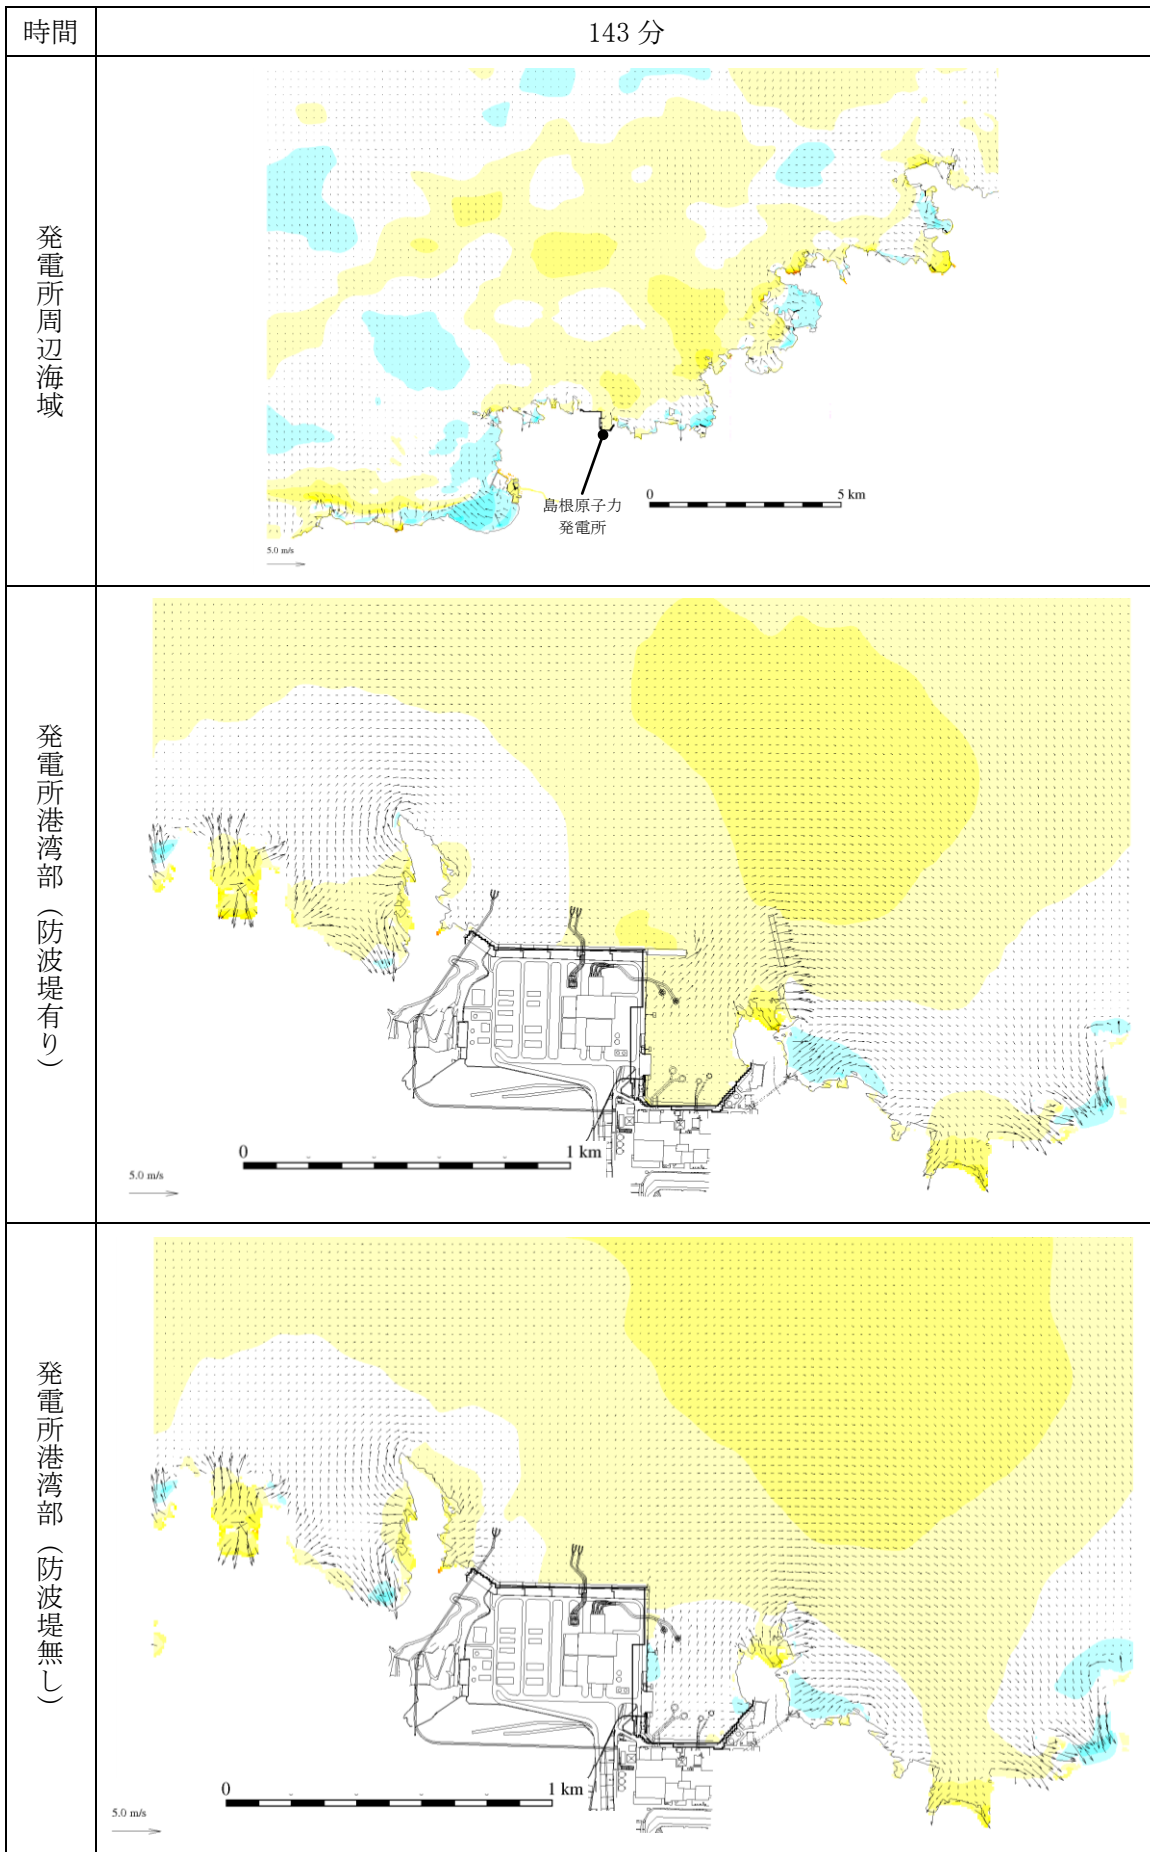 時間
143 分
発電所周辺海域
島根原子力
発電所
0 5 km
5.0 m/s
発電所港湾部（防波堤有り）
0 1 km
5.0 m/s
発電所港湾部（防波堤無し）
0 1 km
5.0 m/s